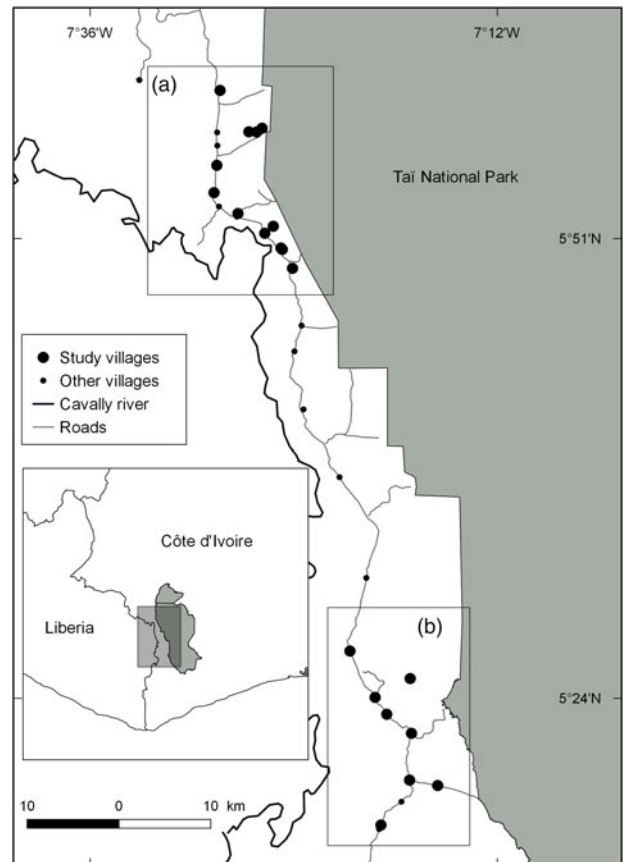 7°36'W 7°12'W
(a)
Taï National Park
5°51'N
Study villages
Other villages
Cavally river
Roads
Côte d'Ivoire
Liberia
(b)
5°24'N
10 0 10 km